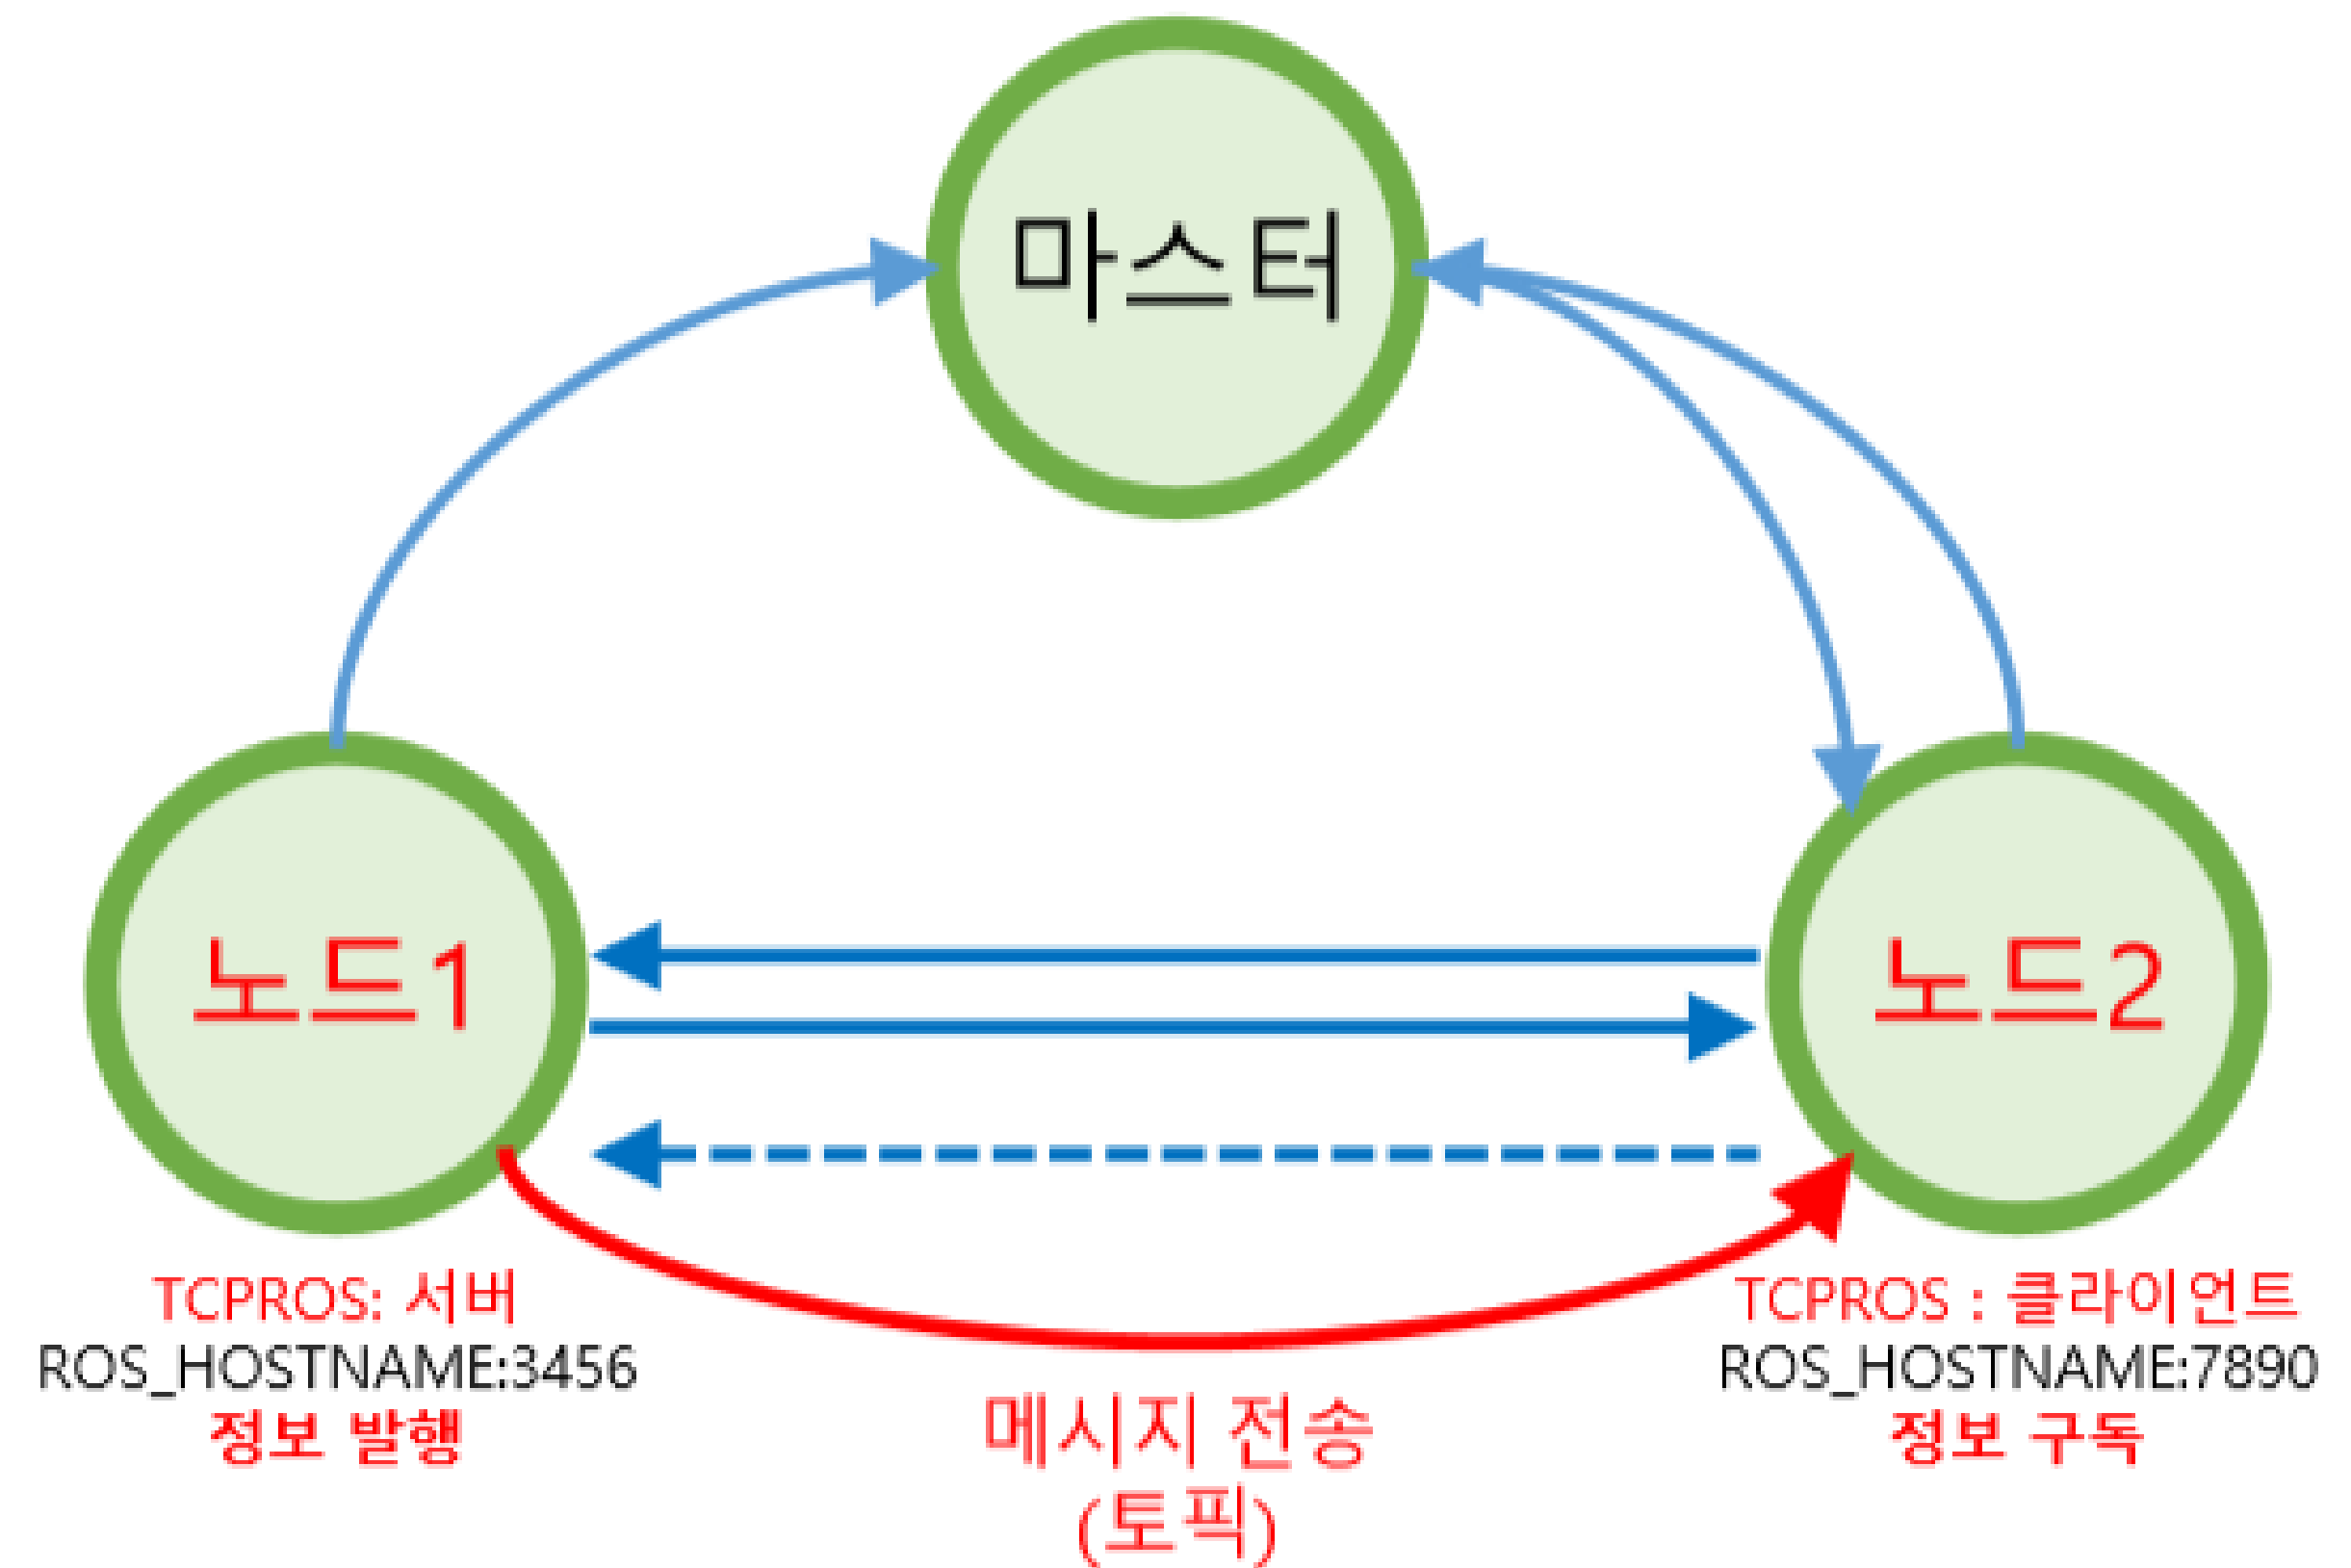 마스터
노드1
노드2
TCPROS: 서버
ROS_HOSTNAME:3456
정보 발행
TCPROS : 클라이언트
ROS_HOSTNAME:7890
정보 구독
메시지 전송
(토픽)